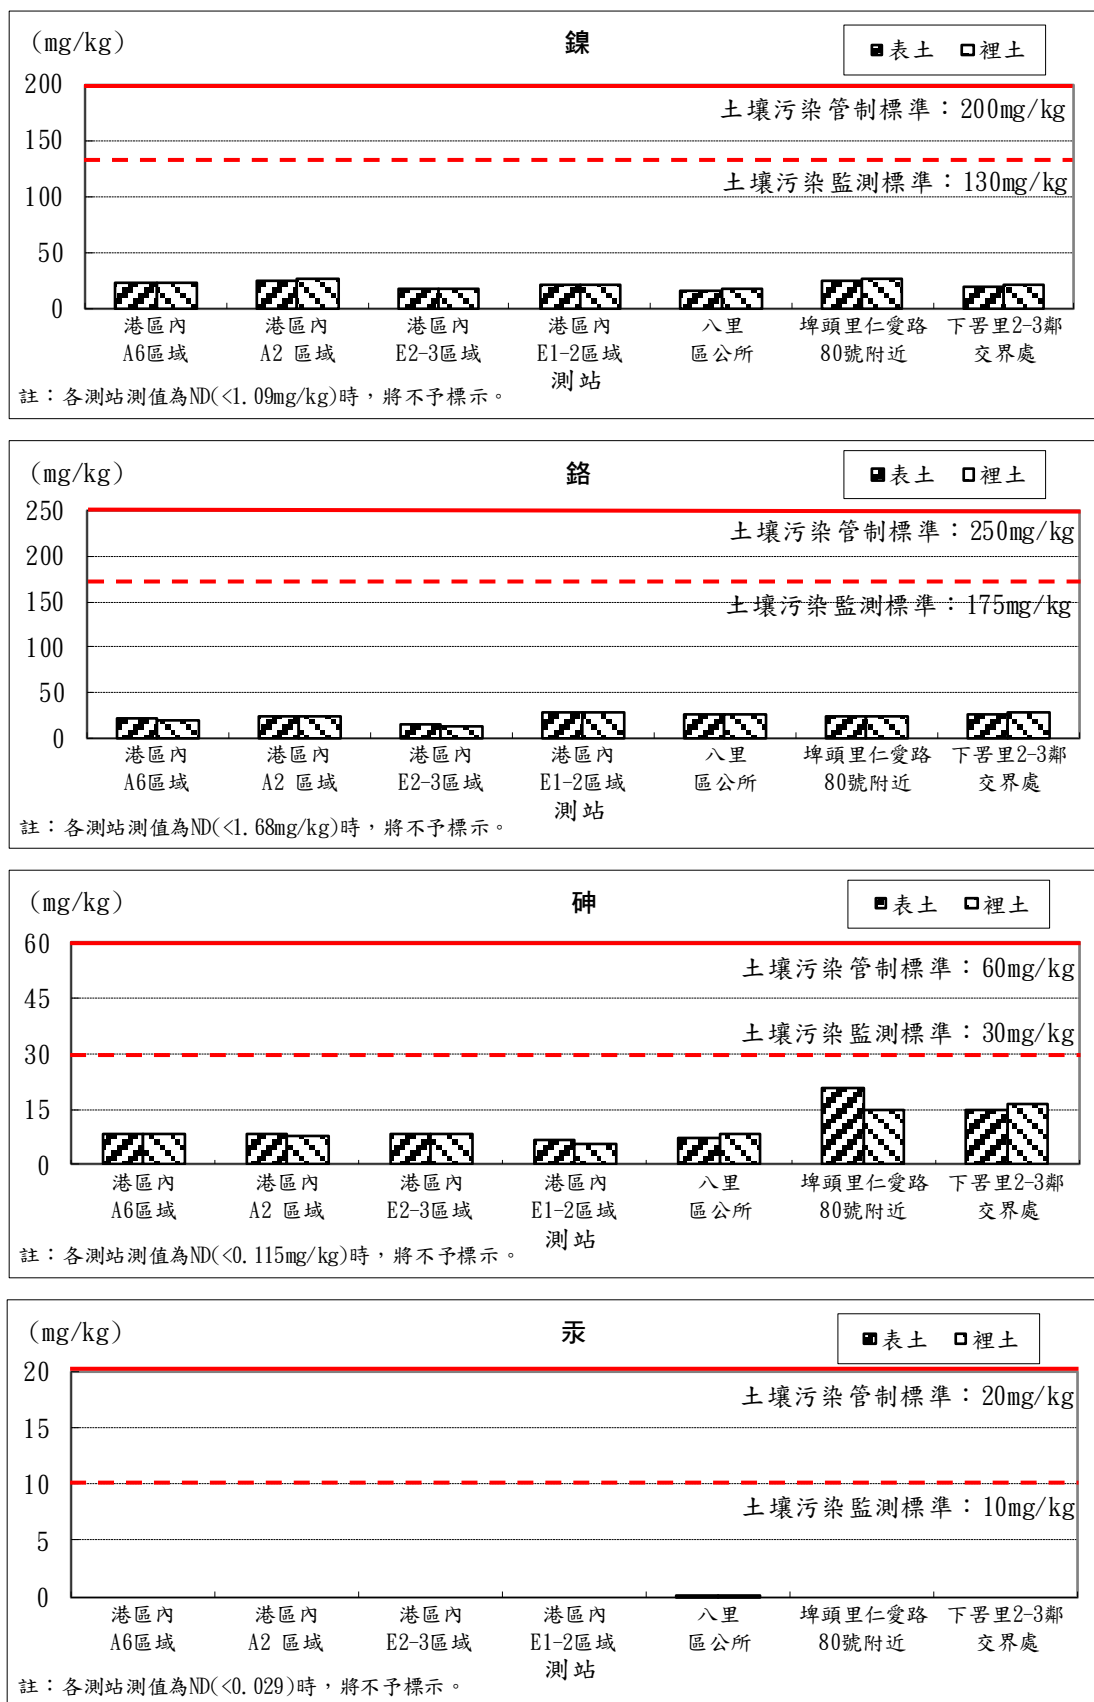 (mg/kg)
鎳
表土 裡土
200
土壤污染管制標準：200mg/kg
150
土壤污染監測標準：130mg/kg
100
50
0
港區內 港區內 港區內 港區內 八里 埤頭里仁愛路 下罟里2-3鄰
A6區域 A2 區域 E2-3區域 E1-2區域 區公所 80號附近 交界處
測站
註：各測站測值為ND(<1.09mg/kg)時，將不予標示。
(mg/kg)
鉻
表土 裡土
250
土壤污染管制標準：250mg/kg
200
土壤污染監測標準：175mg/kg
150
100
50
0
港區內 港區內 港區內 港區內 八里 埤頭里仁愛路 下罟里2-3鄰
A6區域 A2 區域 E2-3區域 E1-2區域 區公所 80號附近 交界處
測站
註：各測站測值為ND(<1.68mg/kg)時，將不予標示。
(mg/kg)
砷
表土 裡土
60
土壤污染管制標準：60mg/kg
45
土壤污染監測標準：30mg/kg
30
15
0
港區內 港區內 港區內 港區內 八里 埤頭里仁愛路 下罟里2-3鄰
A6區域 A2 區域 E2-3區域 E1-2區域 區公所 80號附近 交界處
測站
註：各測站測值為ND(<0.115mg/kg)時，將不予標示。
(mg/kg)
汞
表土 裡土
20
土壤污染管制標準：20mg/kg
15
10
土壤污染監測標準：10mg/kg
5
0
港區內 港區內 港區內 港區內 八里 埤頭里仁愛路 下罟里2-3鄰
A6區域 A2 區域 E2-3區域 E1-2區域 區公所 80號附近 交界處
測站
註：各測站測值為ND(<0.029)時，將不予標示。